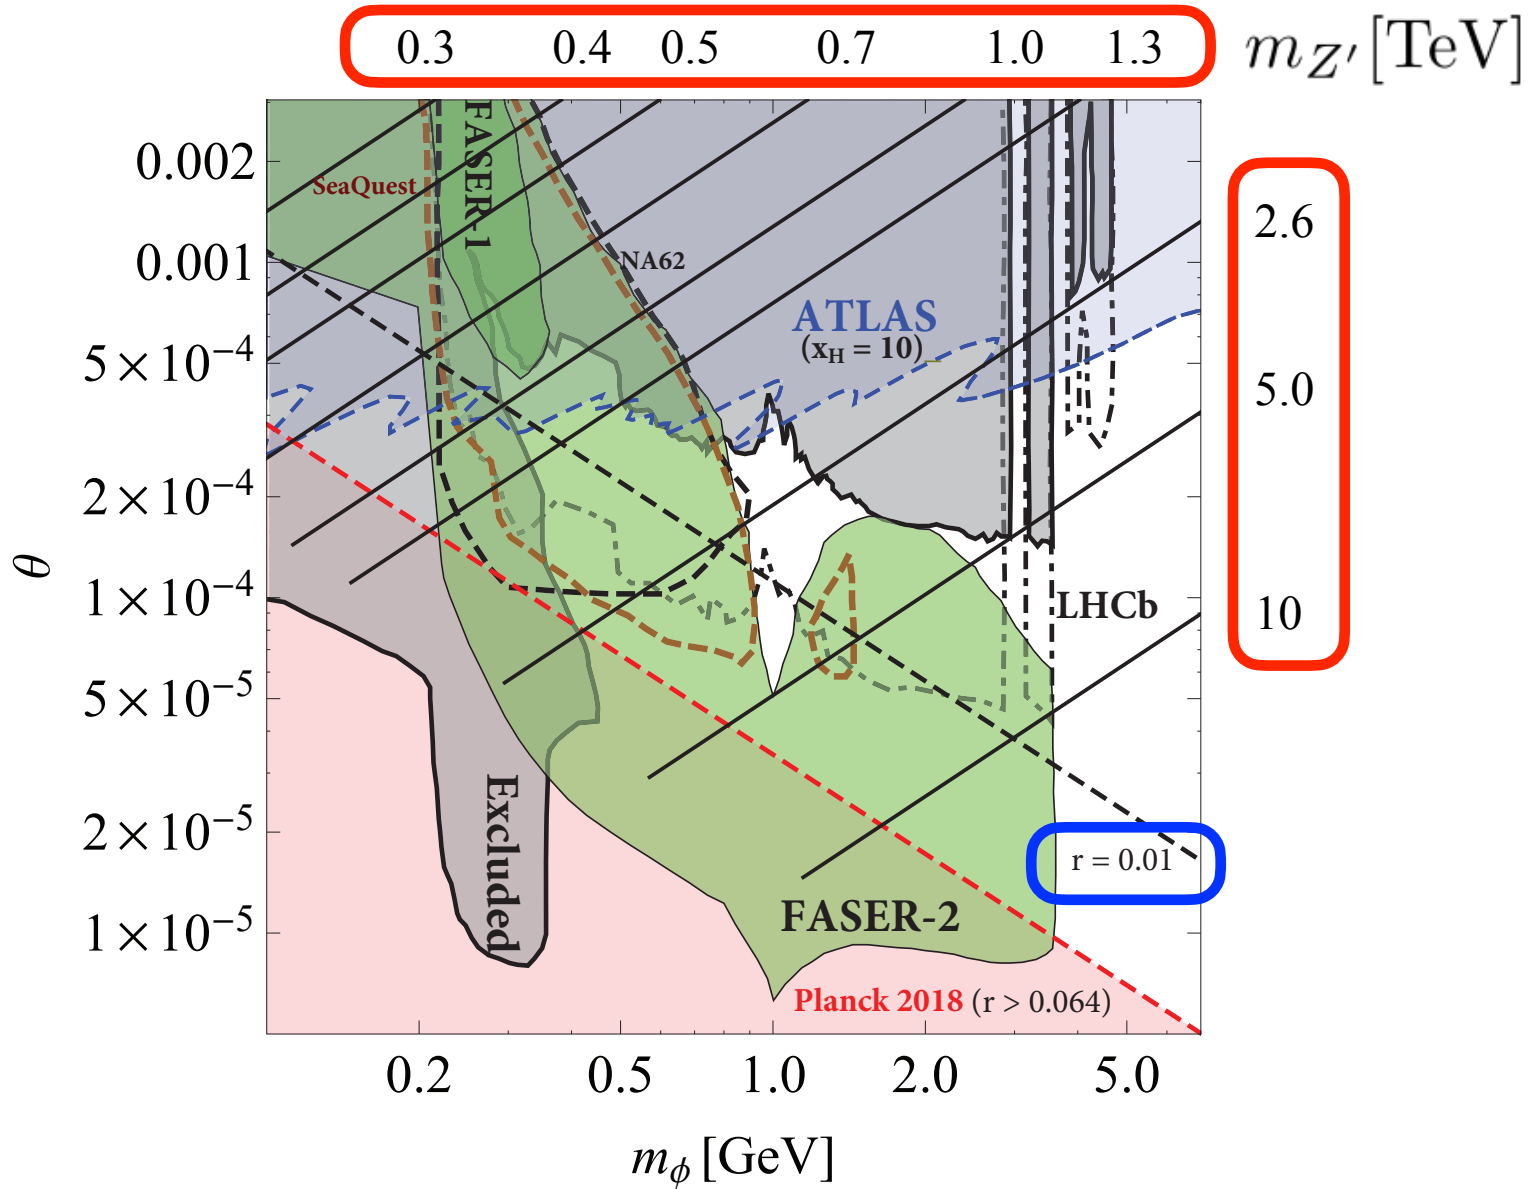 0.3 0.4 0.5 0.7 1.0 1.3 m_Z' [TeV]
FASER-1
0.002
SeaQuest
2.6
0.001
NA62
ATLAS
(x_H = 10)
5×10⁻⁴
5.0
2×10⁻⁴
θ
1×10⁻⁴
LHCb
10
5×10⁻⁵
Excluded
2×10⁻⁵
r = 0.01
1×10⁻⁵
FASER-2
Planck 2018 (r > 0.064)
0.2 0.5 1.0 2.0 5.0
m_ϕ [GeV]